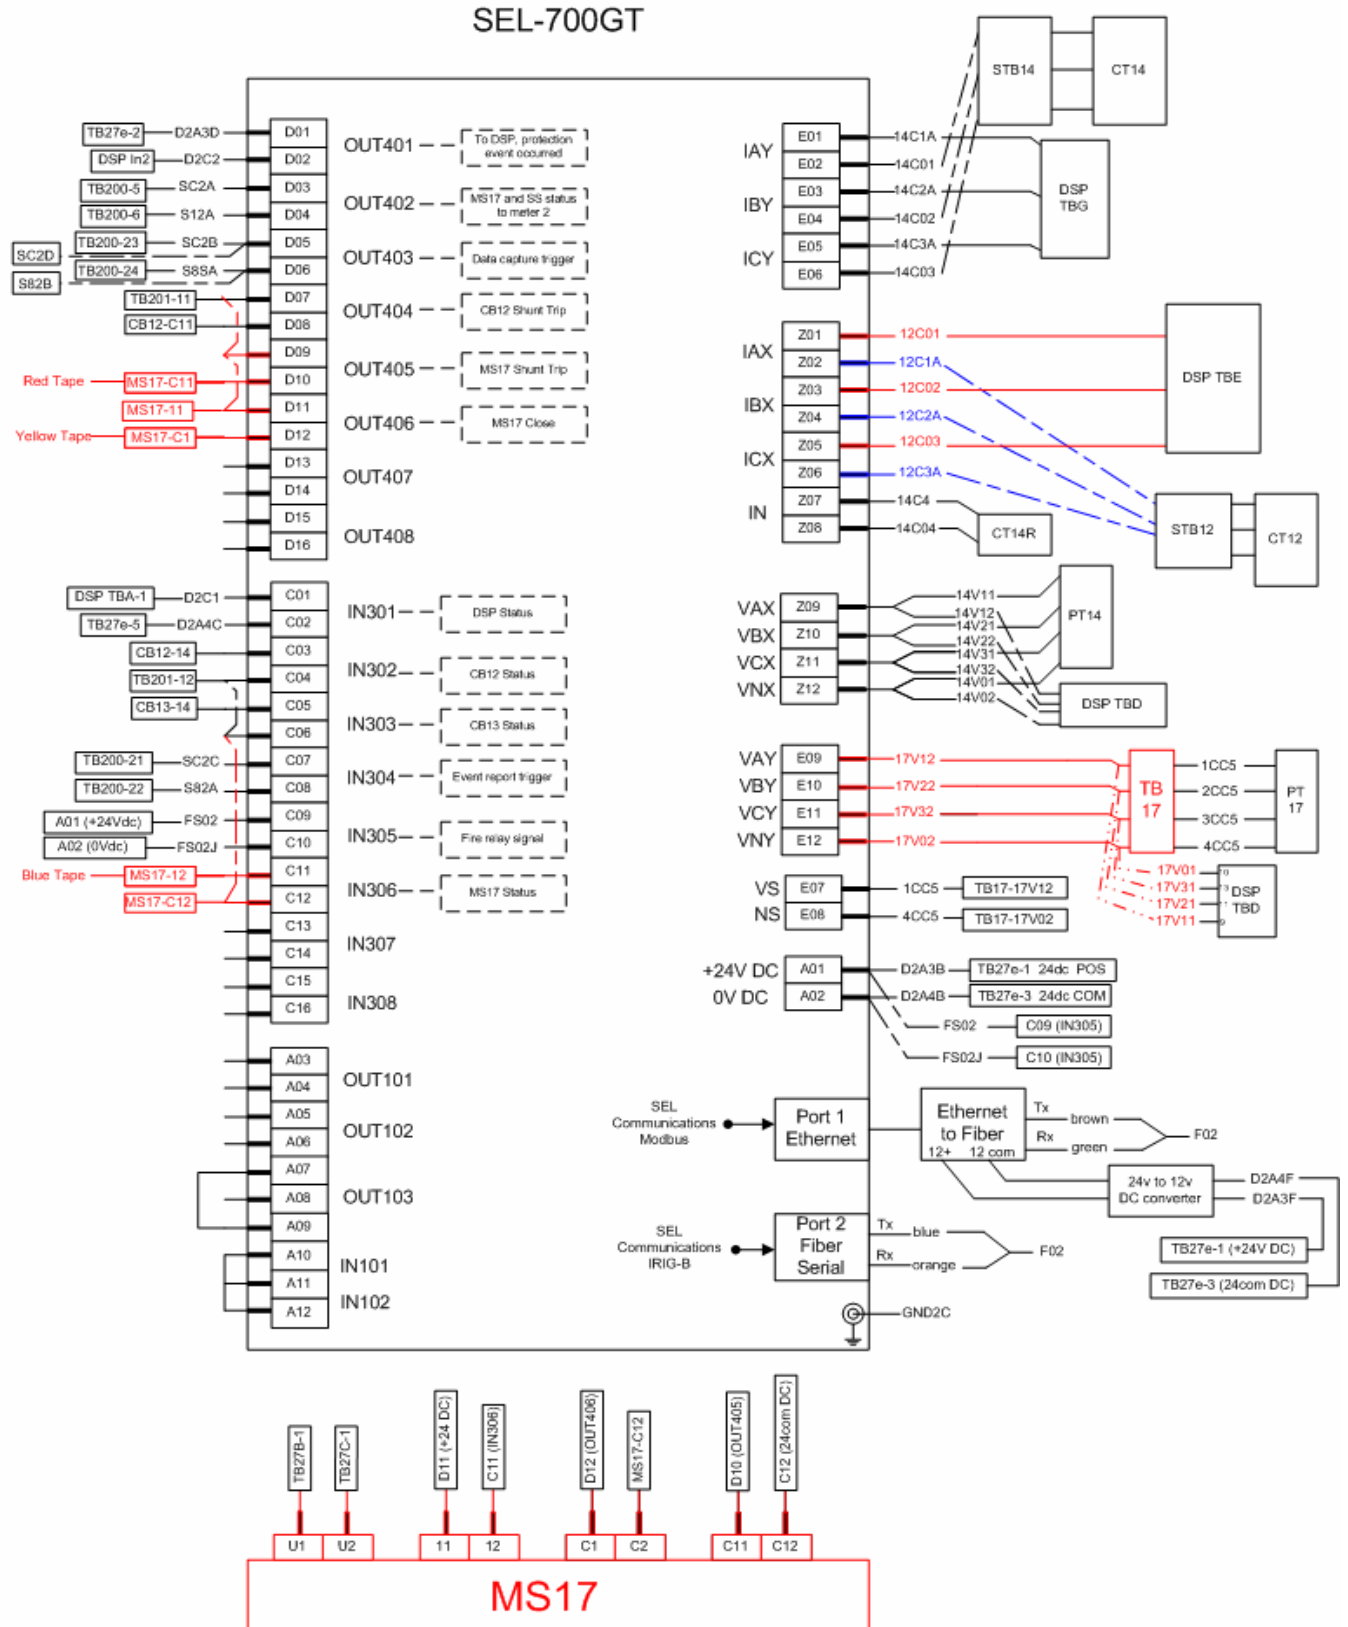 SEL-700GT
TB27e-2
D2A3D
D01
DSP In2
D2C2
D02
OUT401
To DSP, protection
event occurred
TB200-5
SC2A
D03
TB200-6
S12A
D04
OUT402
MS17 and SS status
to meter 2
TB200-23
SC2B
D05
SC2D
TB200-24
S8SA
D06
S82B
OUT403
Data capture trigger
TB201-11
D07
CB12-C11
D08
OUT404
CB12 Shunt Trip
D09
Red Tape
MS17-C11
D10
OUT405
MS17 Shunt Trip
MS17-11
D11
Yellow Tape
MS17-C1
D12
OUT406
MS17 Close
D13
D14
OUT407
D15
D16
OUT408
DSP TBA-1
D2C1
C01
TB27e-5
D2A4C
C02
IN301
DSP Status
CB12-14
C03
TB201-12
C04
IN302
CB12 Status
CB13-14
C05
C06
IN303
CB13 Status
TB200-21
SC2C
C07
TB200-22
S82A
C08
IN304
Event report trigger
A01 (+24Vdc)
FS02
C09
A02 (0Vdc)
FS02J
C10
IN305
Fire relay signal
Blue Tape
MS17-12
C11
MS17-C12
C12
IN306
MS17 Status
C13
C14
IN307
C15
C16
IN308
A03
A04
OUT101
A05
A06
OUT102
A07
A08
OUT103
A09
A10
IN101
A11
A12
IN102
STB14
CT14
IAY
E01
14C1A
E02
14C01
IBY
E03
14C2A
E04
14C02
ICY
E05
14C3A
E06
14C03
DSP
TBG
IAX
Z01
12C01
Z02
12C1A
IBX
Z03
12C02
Z04
12C2A
ICX
Z05
12C03
Z06
12C3A
IN
Z07
14C4
Z08
14C04
DSP TBE
CT14R
STB12
CT12
VAX
Z09
14V11
14V12
VBX
Z10
14V21
14V22
VCX
Z11
14V31
14V32
VNX
Z12
14V01
14V02
PT14
DSP TBD
VAY
E09
17V12
VBY
E10
17V22
VCY
E11
17V32
VNY
E12
17V02
TB
17
1CC5
2CC5
3CC5
4CC5
PT
17
17V01
17V31
17V21
17V11
DSP
TBD
VS
E07
1CC5
TB17-17V12
NS
E08
4CC5
TB17-17V02
+24V DC
A01
D2A3B
TB27e-1 24dc POS
0V DC
A02
D2A4B
TB27e-3 24dc COM
FS02
C09 (IN305)
FS02J
C10 (IN305)
SEL
Communications
Modbus
Port 1
Ethernet
Ethernet
to Fiber
12+ 12 com
Tx
brown
Rx
green
F02
24v to 12v
DC converter
D2A4F
D2A3F
TB27e-1 (+24V DC)
TB27e-3 (24com DC)
SEL
Communications
IRIG-B
Port 2
Fiber
Serial
Tx
blue
Rx
orange
F02
GND2C
TB27B-1
TB27C-1
D11 (+24 DC)
C11 (IN306)
D12 (OUT406)
MS17-C12
D10 (OUT405)
C12 (24com DC)
U1
U2
11
12
C1
C2
C11
C12
MS17